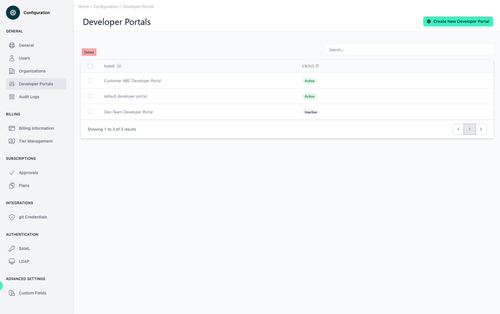 Configuration
GENERAL
General
Users
Organizations
Developer Portals
Audit Logs
BILLING
Billing Information
Tier Management
SUBSCRIPTIONS
Approvals
Plans
INTEGRATIONS
git Credentials
AUTHENTICATION
SAML
LDAP
ADVANCED SETTINGS
Custom Fields
Home / Configuration / Developer Portals
Developer Portals
Create New Developer Portal
Delete
Search...
NAME
STATUS
Customer ABC Developer Portal
Active
default developer portal
Active
Dev-Team Developer Portal
Inactive
Showing 1 to 3 of 3 results
1